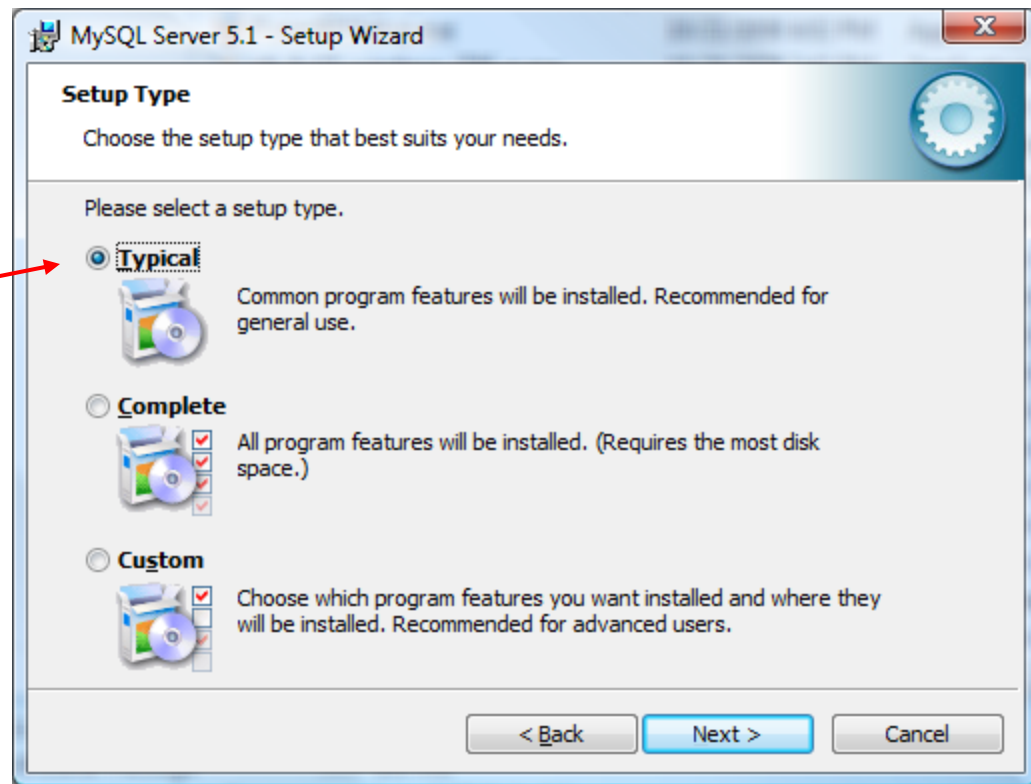 MySQL Server 5.1 - Setup Wizard
Setup Type
Choose the setup type that best suits your needs.
Please select a setup type.
Typical
Common program features will be installed. Recommended for
general use.
Complete
All program features will be installed. (Requires the most disk
space.)
Custom
Choose which program features you want installed and where they
will be installed. Recommended for advanced users.
< Back Next > Cancel